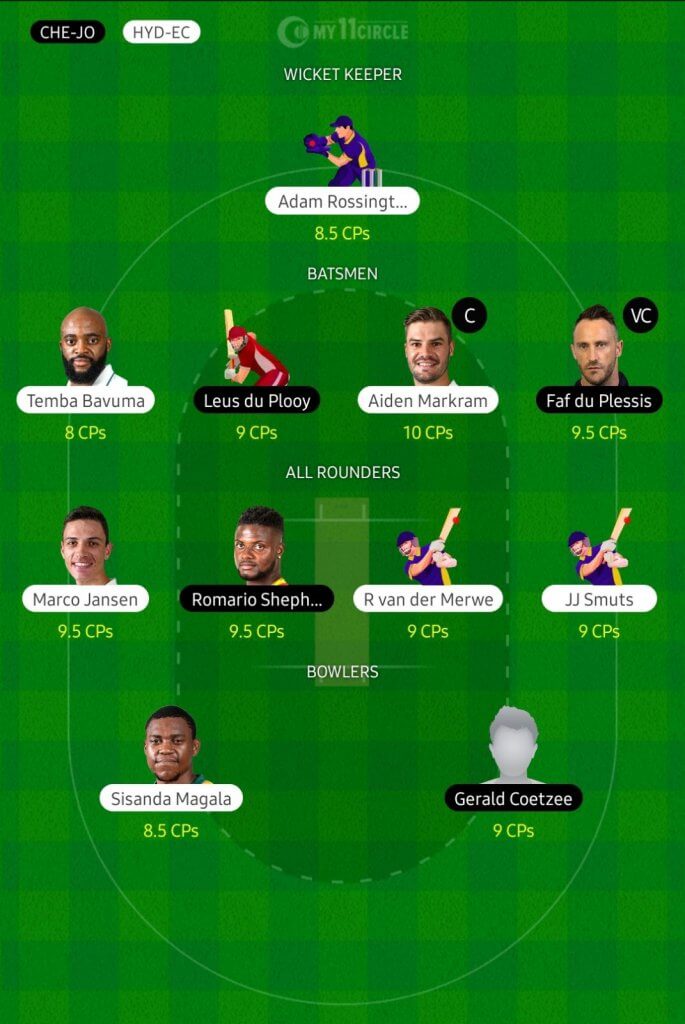 CHE-JO HYD-EC MY11CIRCLE
WICKET KEEPER
Adam Rossingt...
8.5 CPs
BATSMEN
C VC
Temba Bavuma Leus du Plooy Aiden Markram Faf du Plessis
8 CPs 9 CPs 10 CPs 9.5 CPs
ALL ROUNDERS
Marco Jansen Romario Sheph... R van der Merwe JJ Smuts
9.5 CPs 9.5 CPs 9 CPs 9 CPs
BOWLERS
Sisanda Magala Gerald Coetzee
8.5 CPs 9 CPs